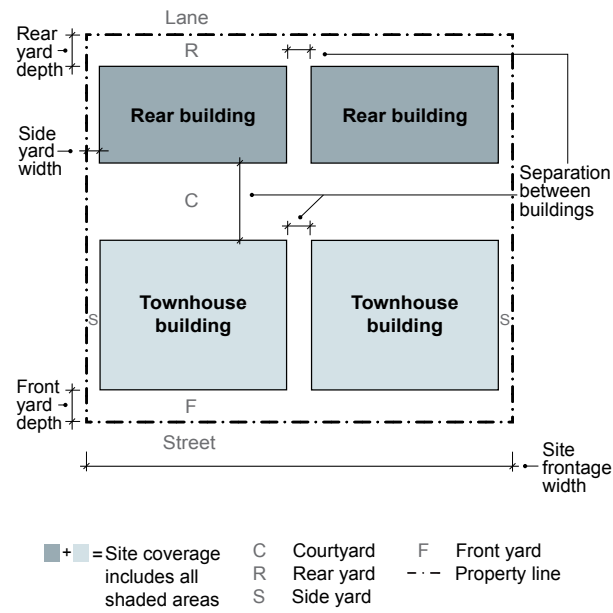 Lane
Rear
yard
depth
R
Rear building
Rear building
Side
yard
width
C
Separation
between
buildings
Townhouse
building
Townhouse
building
S
S
Front
yard
depth
F
Street
Site
frontage
width
+ = Site coverage
includes all
shaded areas
C Courtyard
R Rear yard
S Side yard
F Front yard
Property line